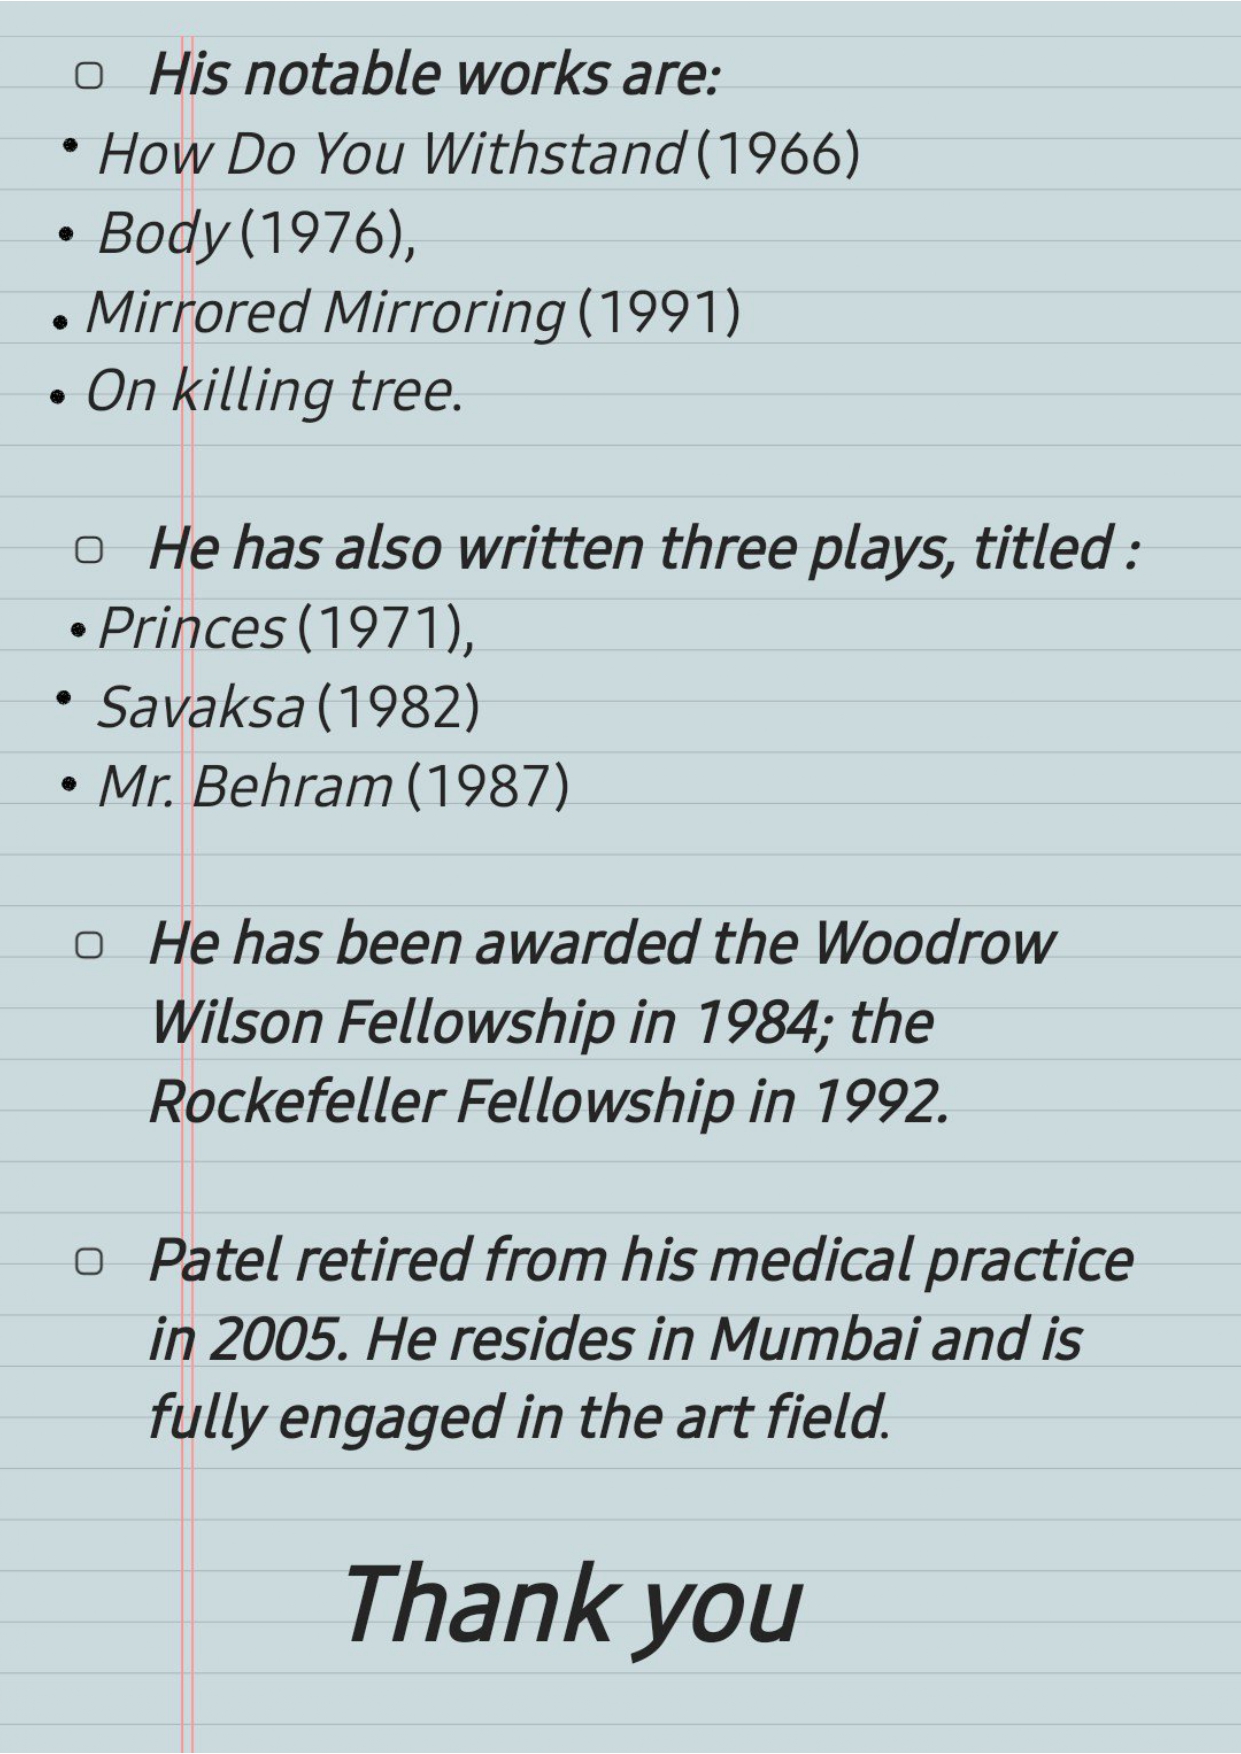 ▢ His notable works are:
• How Do You Withstand (1966)
• Body (1976),
• Mirrored Mirroring (1991)
• On killing tree.
▢ He has also written three plays, titled :
• Princes (1971),
• Savaksa (1982)
• Mr. Behram (1987)
▢ He has been awarded the Woodrow
Wilson Fellowship in 1984; the
Rockefeller Fellowship in 1992.
▢ Patel retired from his medical practice
in 2005. He resides in Mumbai and is
fully engaged in the art field.
Thank you